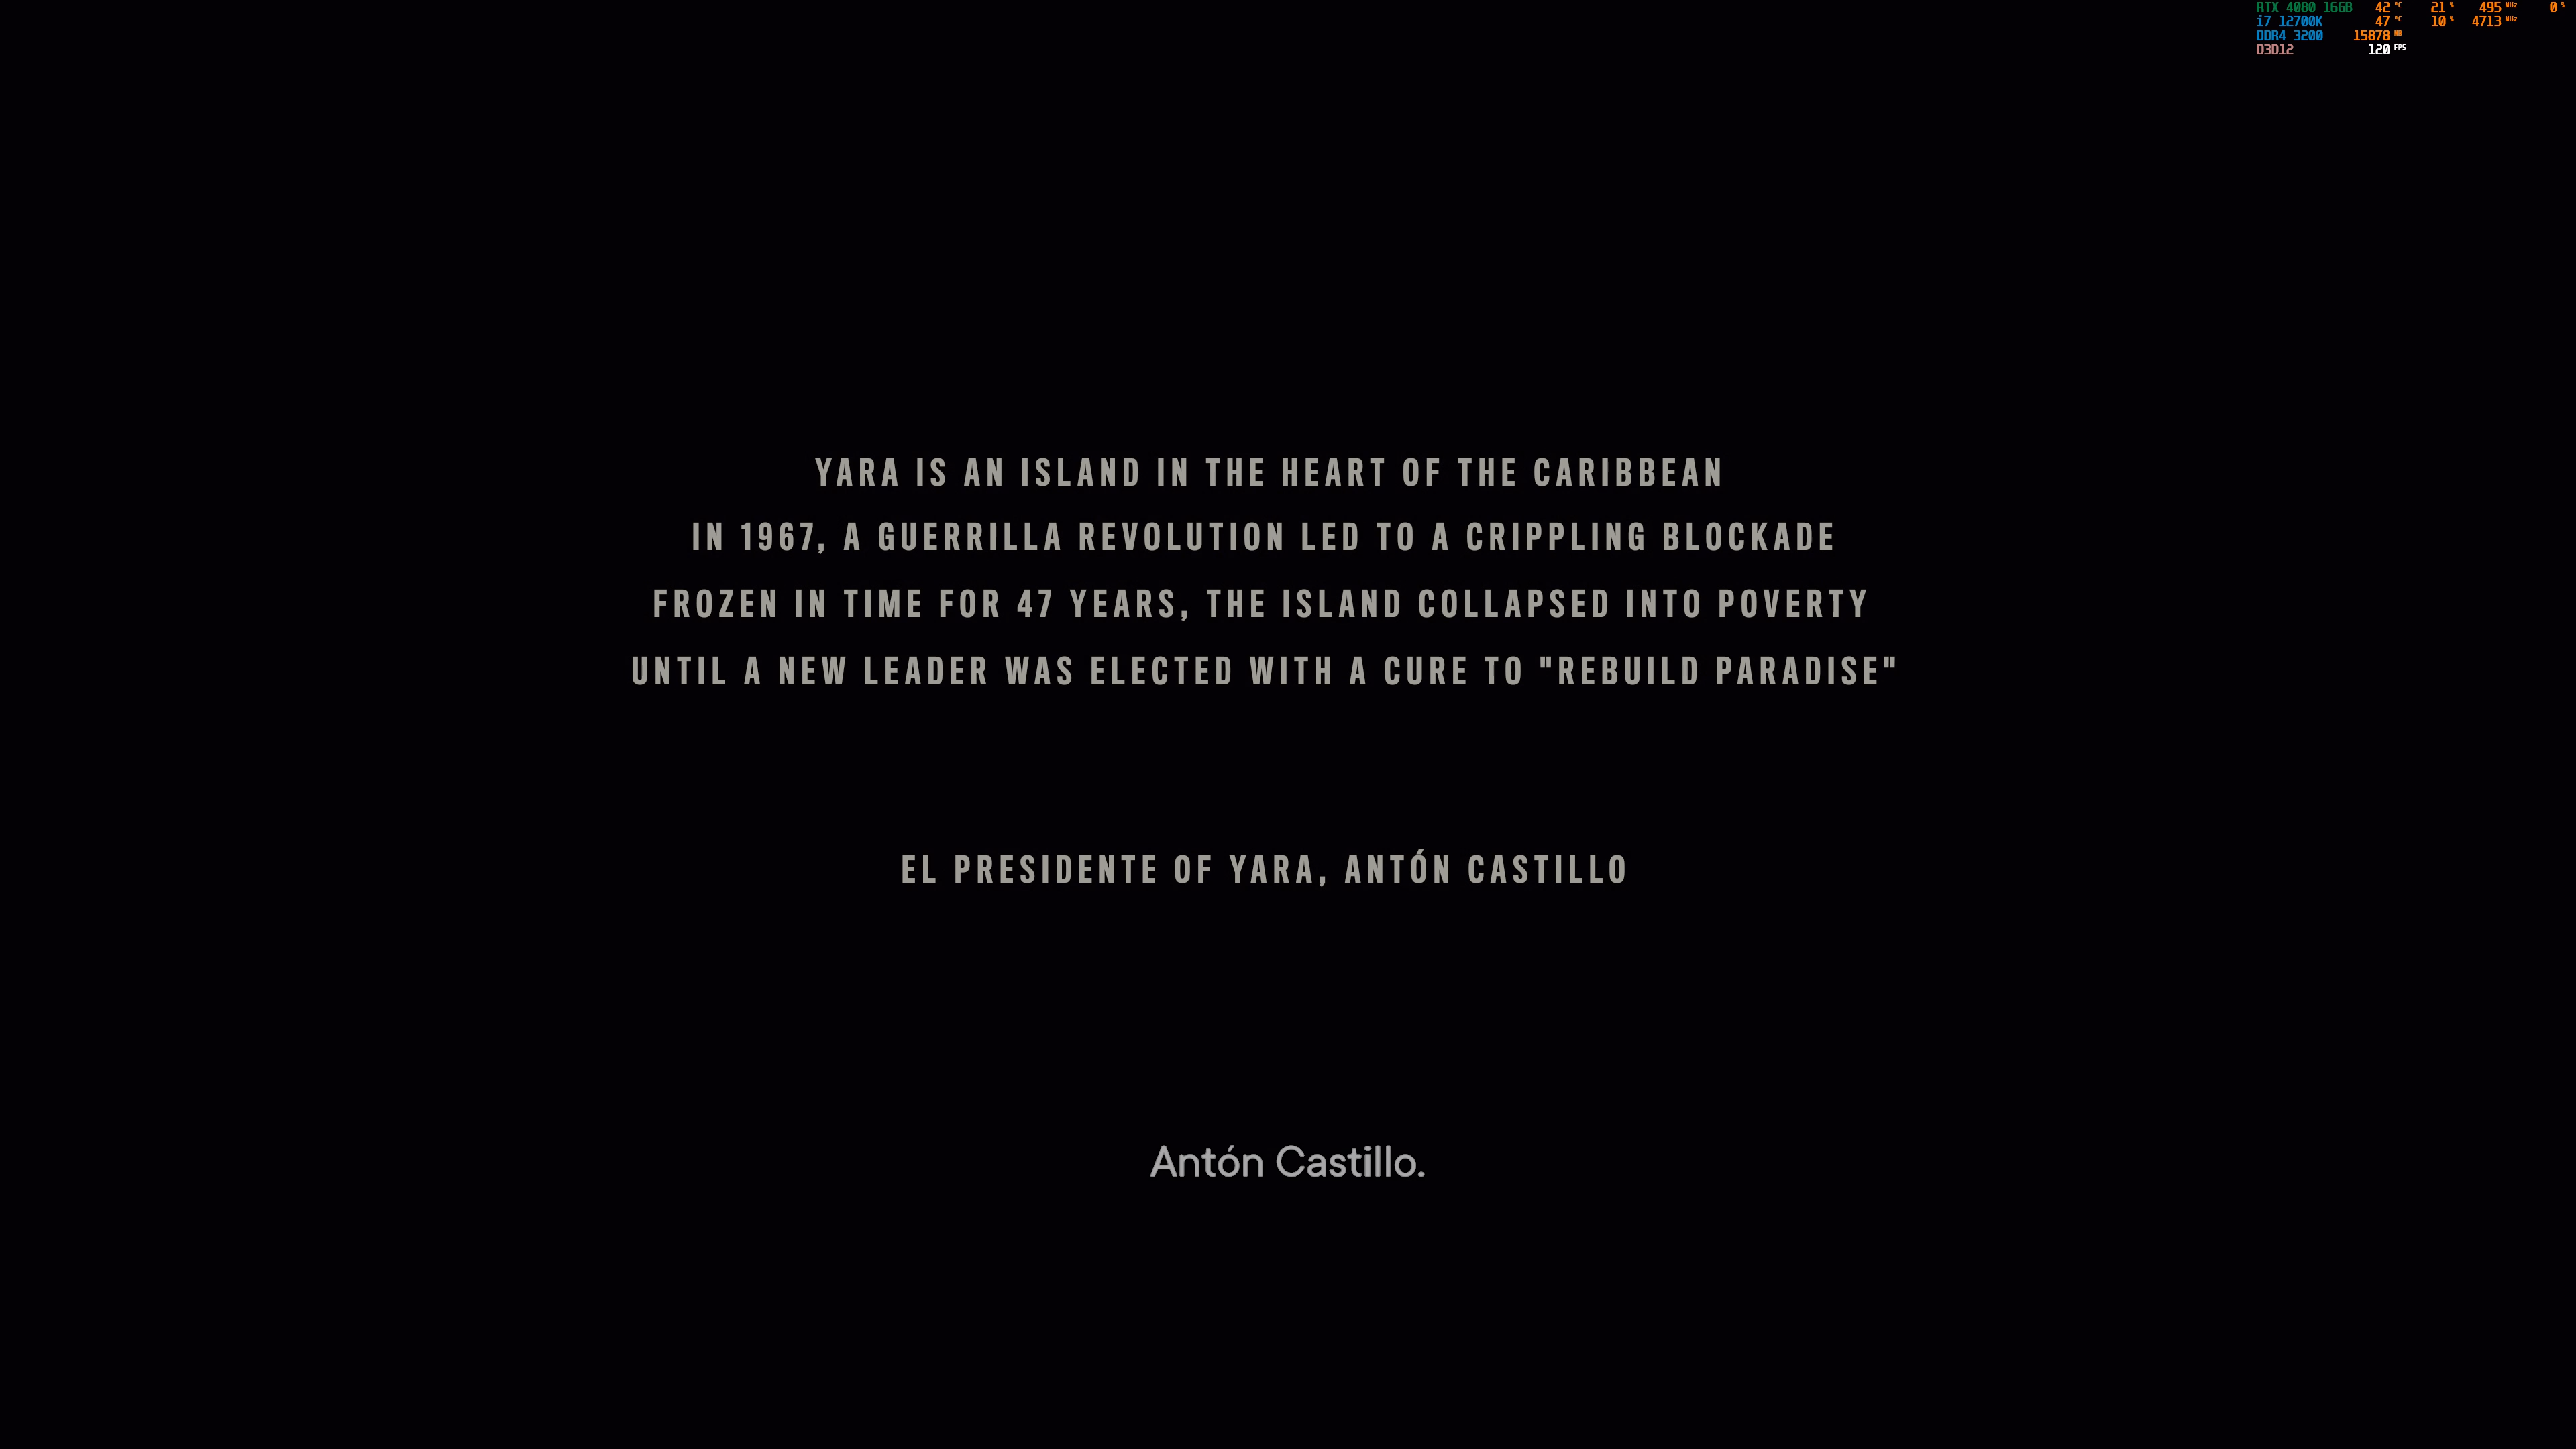 RTX 4080 16GB 42 °C 21 % 495 MHz 0 %
i7 12700K 47 °C 10 % 4713 MHz
DDR4 3200 15878 MB
D3D12 120 FPS
YARA IS AN ISLAND IN THE HEART OF THE CARIBBEAN
IN 1967, A GUERRILLA REVOLUTION LED TO A CRIPPLING BLOCKADE
FROZEN IN TIME FOR 47 YEARS, THE ISLAND COLLAPSED INTO POVERTY
UNTIL A NEW LEADER WAS ELECTED WITH A CURE TO "REBUILD PARADISE"
EL PRESIDENTE OF YARA, ANTÓN CASTILLO
Antón Castillo.